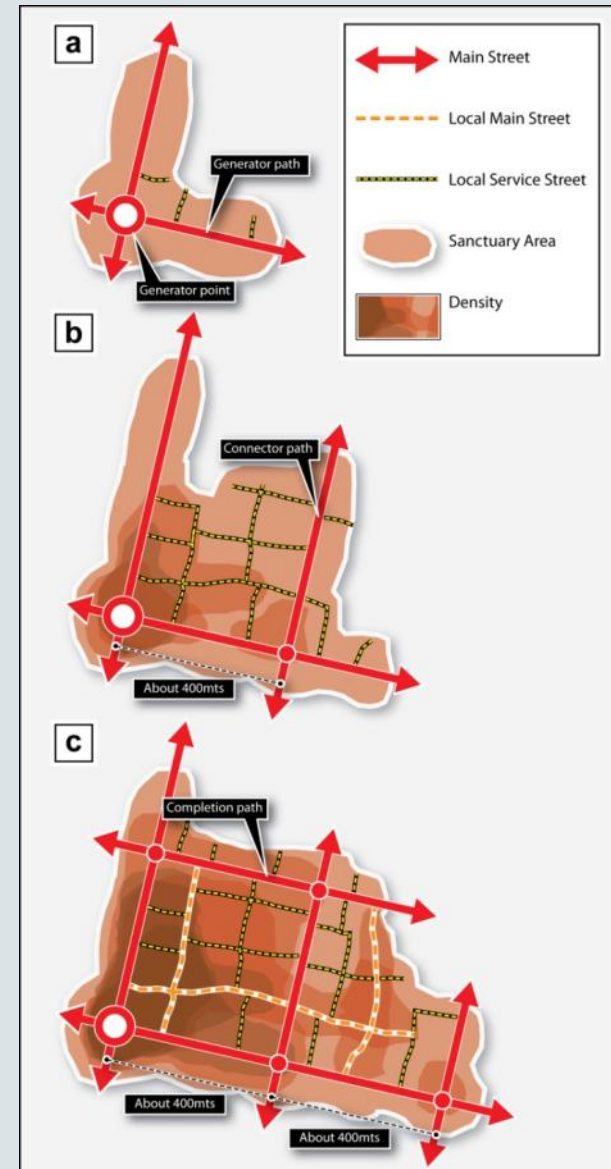 a
Generator path
Generator point
Main Street
Local Main Street
Local Service Street
Sanctuary Area
Density
b
Connector path
About 400mts
c
Completion path
About 400mts
About 400mts